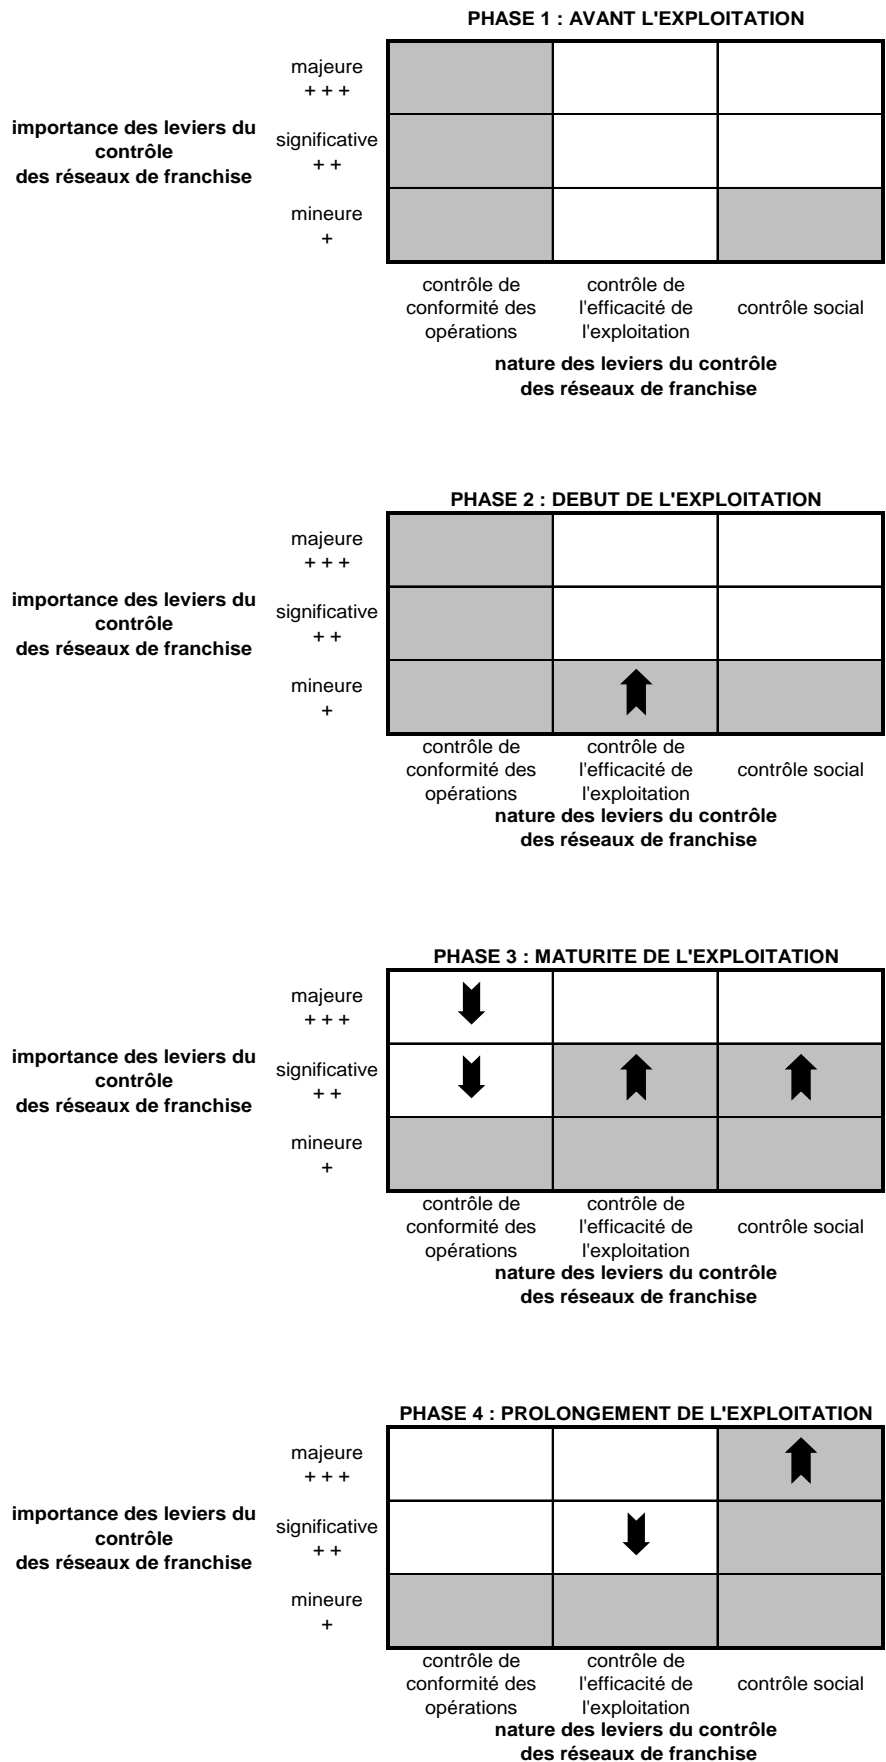 PHASE 1 : AVANT L'EXPLOITATION
majeure
+ + +
importance des leviers du
contrôle
des réseaux de franchise
significative
+ +
mineure
+
contrôle de
conformité des
opérations
contrôle de
l'efficacité de
l'exploitation
contrôle social
nature des leviers du contrôle
des réseaux de franchise
PHASE 2 : DEBUT DE L'EXPLOITATION
majeure
+ + +
importance des leviers du
contrôle
des réseaux de franchise
significative
+ +
mineure
+
contrôle de
conformité des
opérations
contrôle de
l'efficacité de
l'exploitation
contrôle social
nature des leviers du contrôle
des réseaux de franchise
PHASE 3 : MATURITE DE L'EXPLOITATION
majeure
+ + +
importance des leviers du
contrôle
des réseaux de franchise
significative
+ +
mineure
+
contrôle de
conformité des
opérations
contrôle de
l'efficacité de
l'exploitation
contrôle social
nature des leviers du contrôle
des réseaux de franchise
PHASE 4 : PROLONGEMENT DE L'EXPLOITATION
majeure
+ + +
importance des leviers du
contrôle
des réseaux de franchise
significative
+ +
mineure
+
contrôle de
conformité des
opérations
contrôle de
l'efficacité de
l'exploitation
contrôle social
nature des leviers du contrôle
des réseaux de franchise